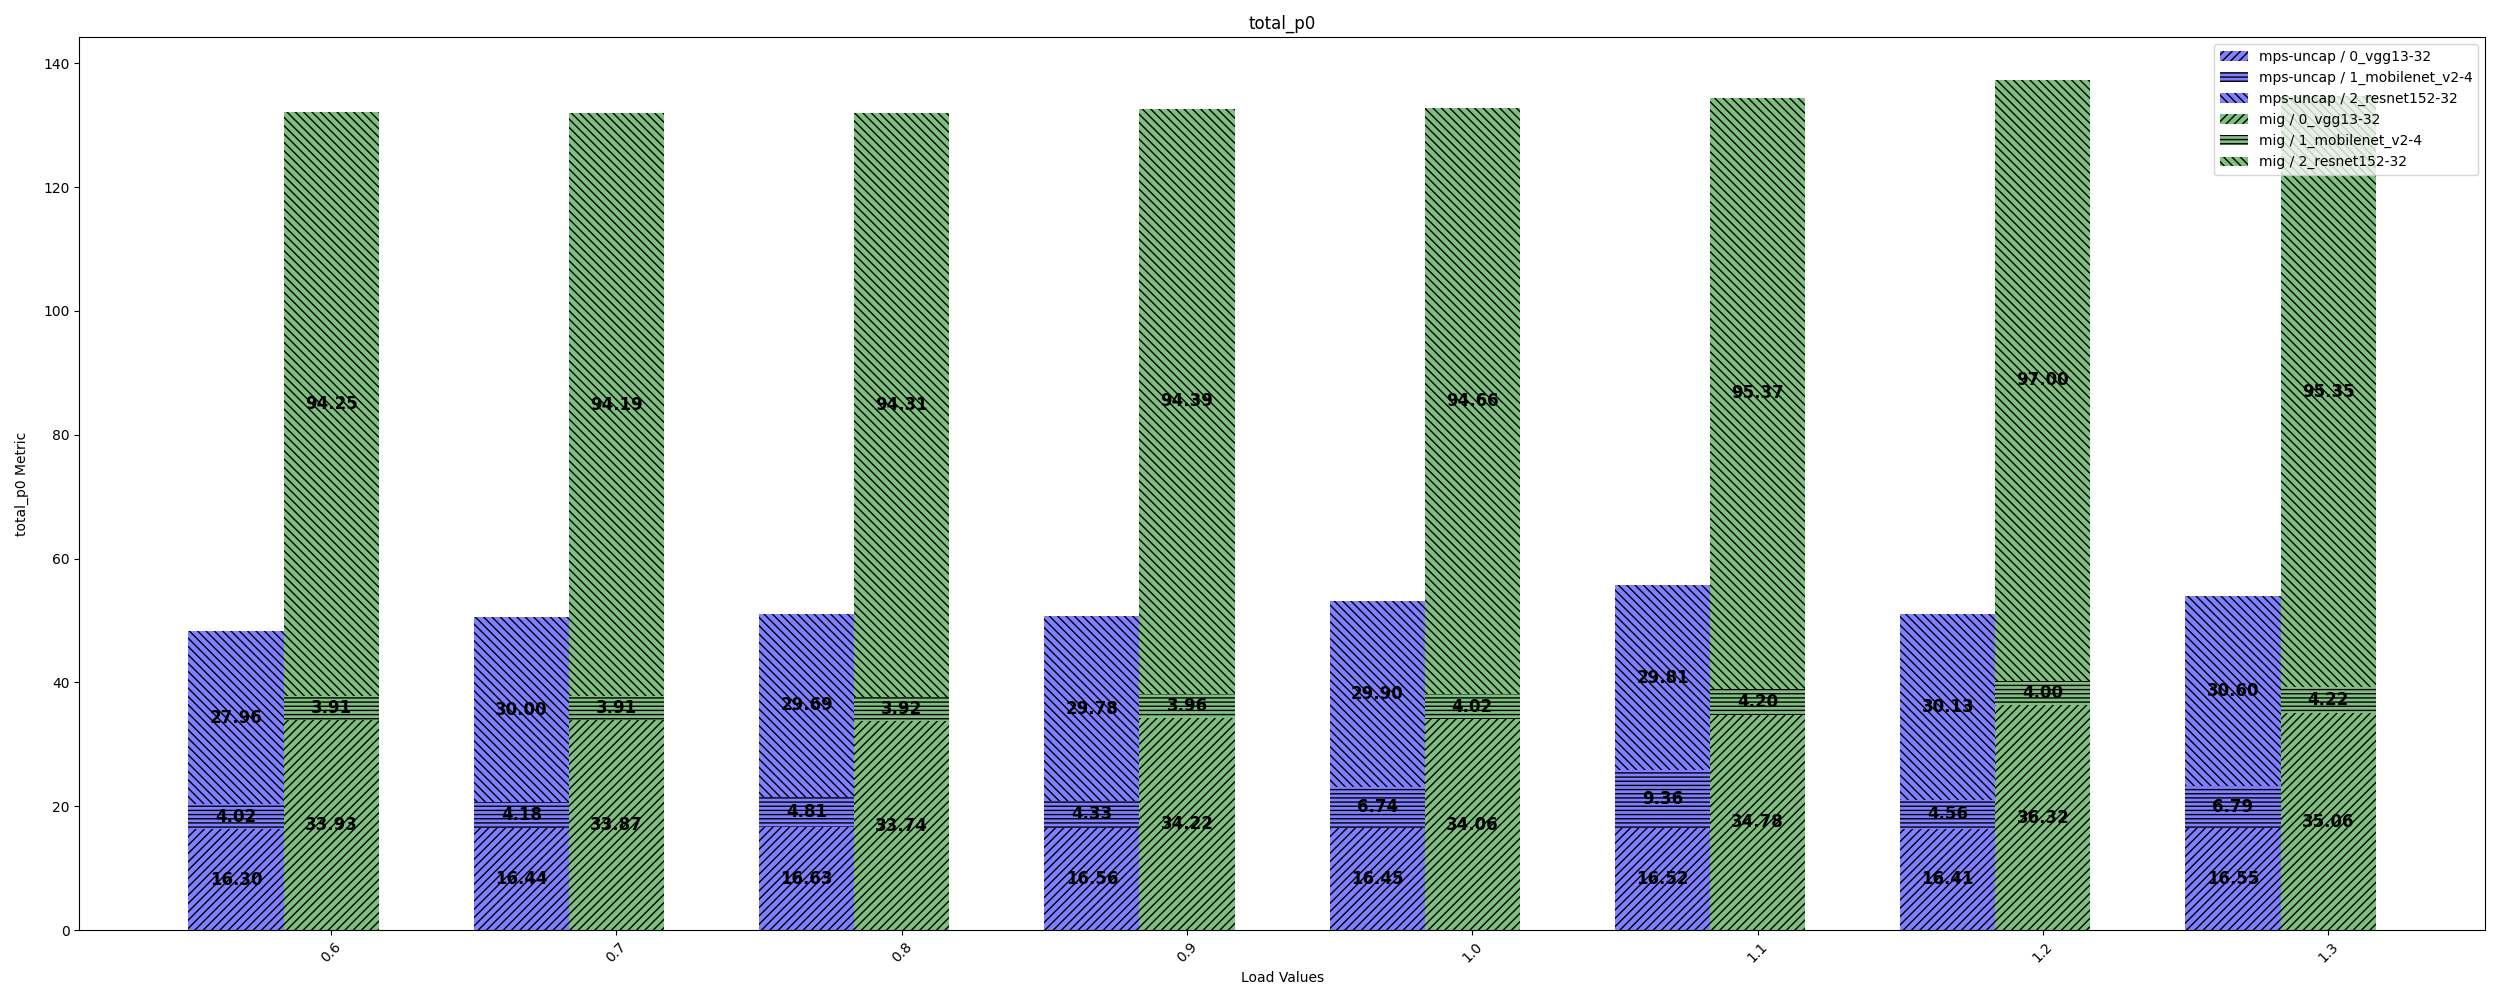 total_p0
total_p0 Metric
140
120
100
80
60
40
20
0
mps-uncap / 0_vgg13-32
mps-uncap / 1_mobilenet_v2-4
mps-uncap / 2_resnet152-32
mig / 0_vgg13-32
mig / 1_mobilenet_v2-4
mig / 2_resnet152-32
27.96 4.02 16.30
94.25 3.91 33.93
30.00 4.18 16.44
94.19 3.91 33.87
29.69 4.81 16.63
94.31 3.92 33.74
29.78 4.33 16.56
94.39 3.96 34.22
29.90 6.74 16.45
94.66 4.02 34.06
29.81 9.36 16.52
95.37 4.20 34.78
30.13 4.56 16.41
97.00 4.00 36.32
30.60 6.79 16.55
95.35 4.22 35.06
0.6 0.7 0.8 0.9 1.0 1.1 1.2 1.3
Load Values